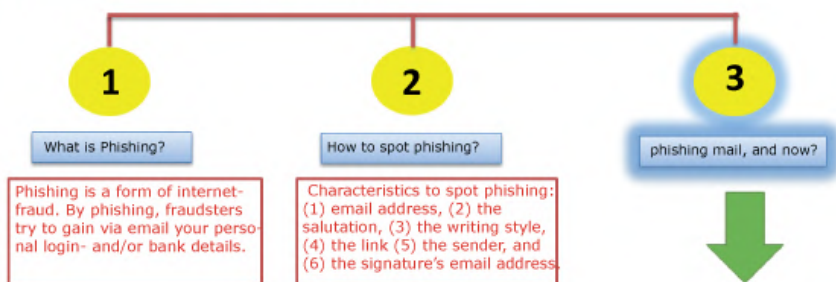 1
2
3
What is Phishing?
How to spot phishing?
phishing mail, and now?
Phishing is a form of internet-
fraud. By phishing, fraudsters
try to gain via email your perso-
nal login- and/or bank details.
Characteristics to spot phishing:
(1) email address, (2) the
salutation, (3) the writing style,
(4) the link (5) the sender, and
(6) the signature's email address.